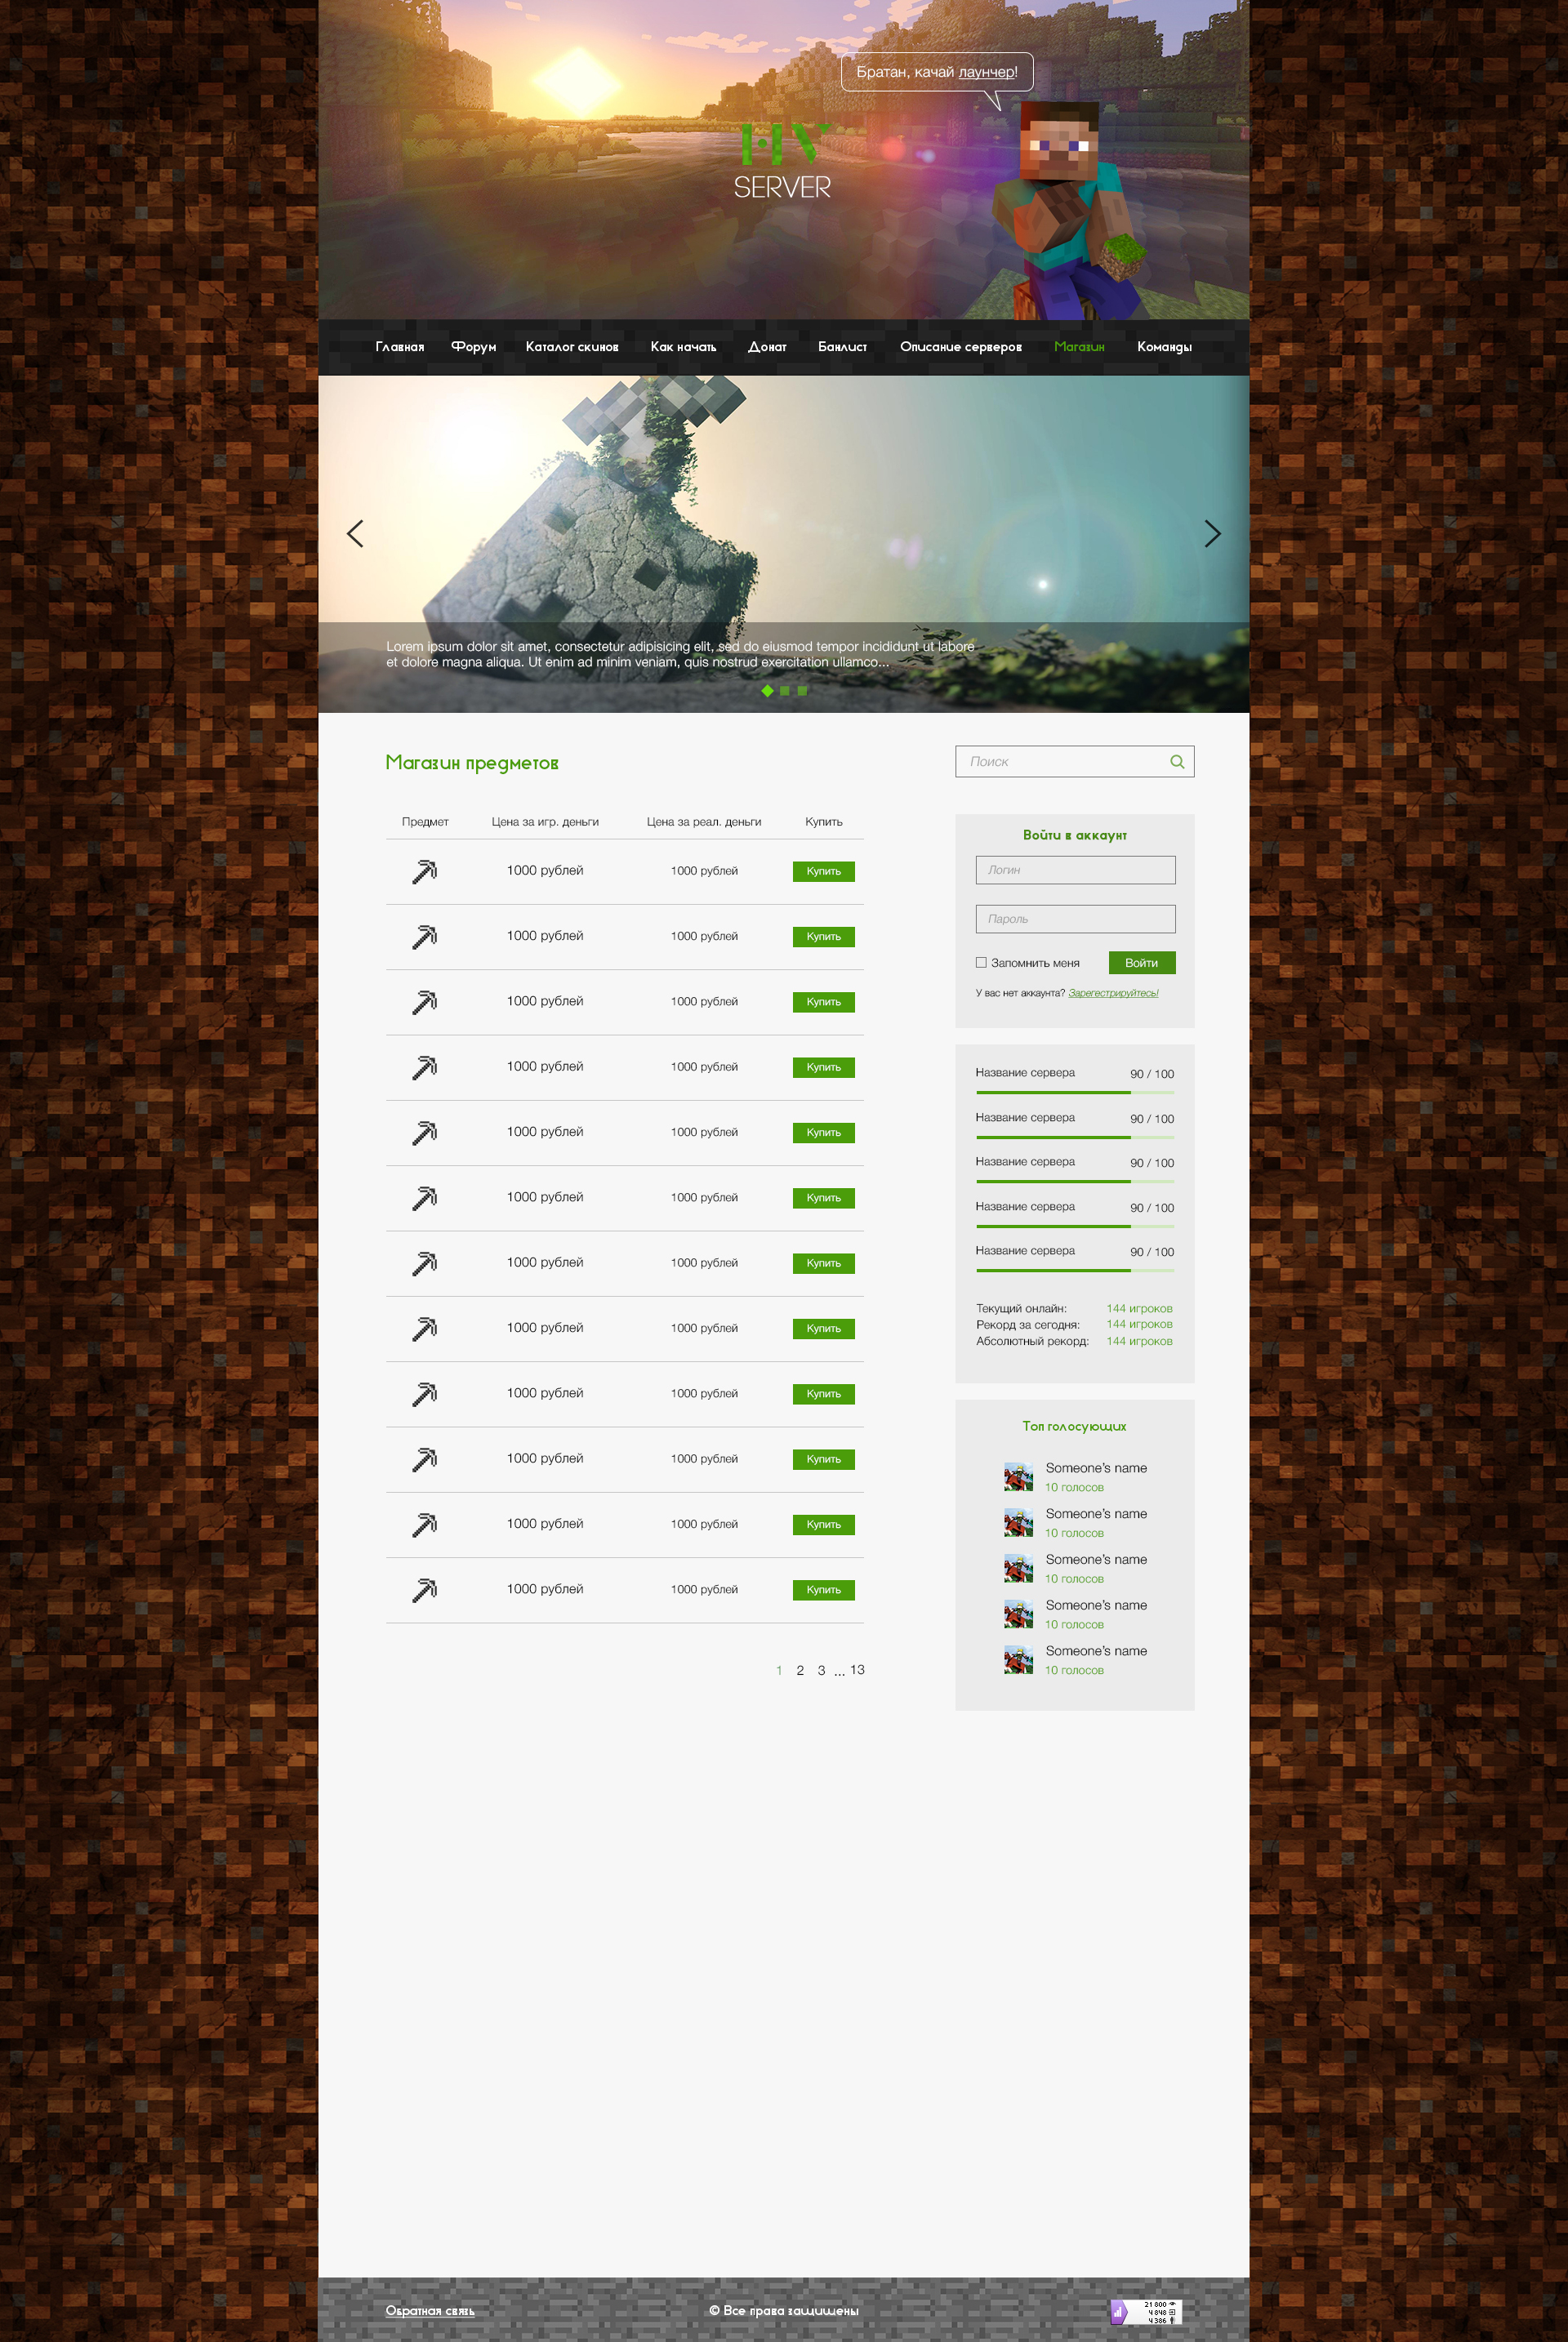 Братан, качай лаунчер!
HV
SERVER
Главная Форум Каталог скинов Как начать Донат Банлист Описание серверов Магазин Команды
Lorem ipsum dolor sit amet, consectetur adipisicing elit, sed do eiusmod tempor incididunt ut labore
et dolore magna aliqua. Ut enim ad minim veniam, quis nostrud exercitation ullamco...
Магазин предметов
Предмет Цена за игр. деньги Цена за реал. деньги Купить
1000 рублей 1000 рублей Купить
1000 рублей 1000 рублей Купить
1000 рублей 1000 рублей Купить
1000 рублей 1000 рублей Купить
1000 рублей 1000 рублей Купить
1000 рублей 1000 рублей Купить
1000 рублей 1000 рублей Купить
1000 рублей 1000 рублей Купить
1000 рублей 1000 рублей Купить
1000 рублей 1000 рублей Купить
1000 рублей 1000 рублей Купить
1000 рублей 1000 рублей Купить
1 2 3 ... 13
Поиск
Войти в аккаунт
Логин
Пароль
Запомнить меня Войти
У вас нет аккаунта? Зарегестрируйтесь!
Название сервера 90 / 100
Название сервера 90 / 100
Название сервера 90 / 100
Название сервера 90 / 100
Название сервера 90 / 100
Текущий онлайн: 144 игроков
Рекорд за сегодня: 144 игроков
Абсолютный рекорд: 144 игроков
Топ голосующих
Someone's name
10 голосов
Someone's name
10 голосов
Someone's name
10 голосов
Someone's name
10 голосов
Someone's name
10 голосов
Обратная связь © Все права защищены
21 800
4 848
4 386